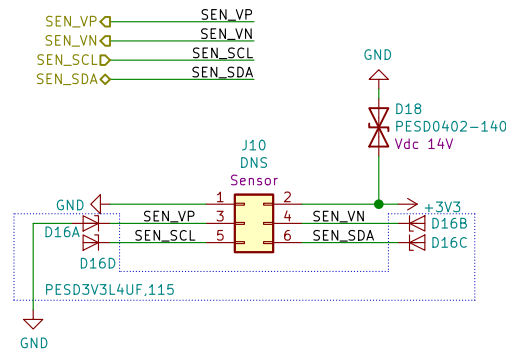 SEN_VP SEN_VP
SEN_VN SEN_VN
SEN_SCL SEN_SCL
SEN_SDA SEN_SDA
GND
D18
PESD0402-140
Vdc 14V
J10
DNS
Sensor
GND 1 2 +3V3
D16A SEN_VP 3 4 SEN_VN D16B
SEN_SCL 5 6 SEN_SDA D16C
D16D
PESD3V3L4UF,115
GND